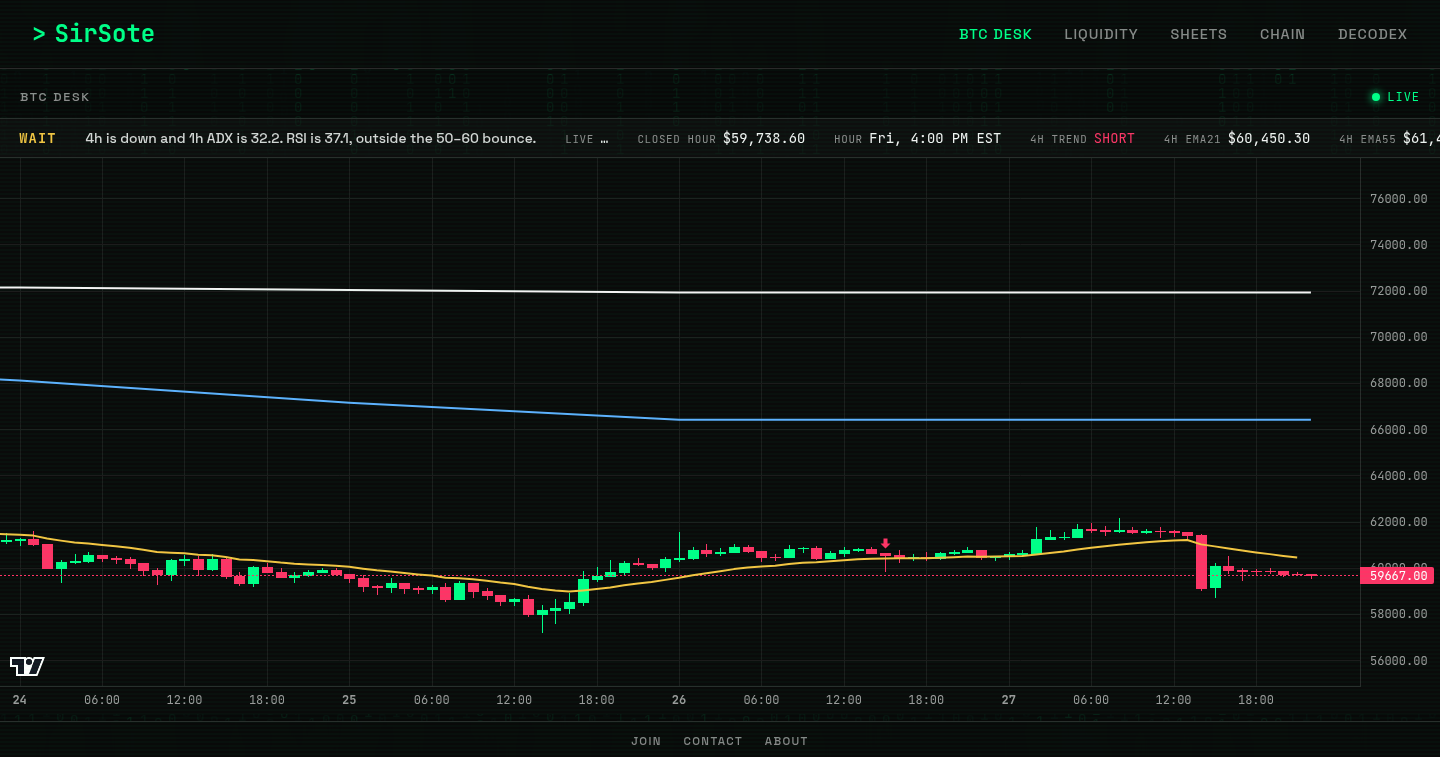 > SirSote
BTC DESK LIQUIDITY SHEETS CHAIN DECODEX
BTC DESK
LIVE
WAIT 4h is down and 1h ADX is 32.2. RSI is 37.1, outside the 50–60 bounce. LIVE … CLOSED HOUR $59,738.60 HOUR Fri, 4:00 PM EST 4H TREND SHORT 4H EMA21 $60,450.30 4H EMA55 $61,4
76000.00
74000.00
72000.00
70000.00
68000.00
66000.00
64000.00
62000.00
59667.00
58000.00
56000.00
24 06:00 12:00 18:00 25 06:00 12:00 18:00 26 06:00 12:00 18:00 27 06:00 12:00 18:00
JOIN CONTACT ABOUT